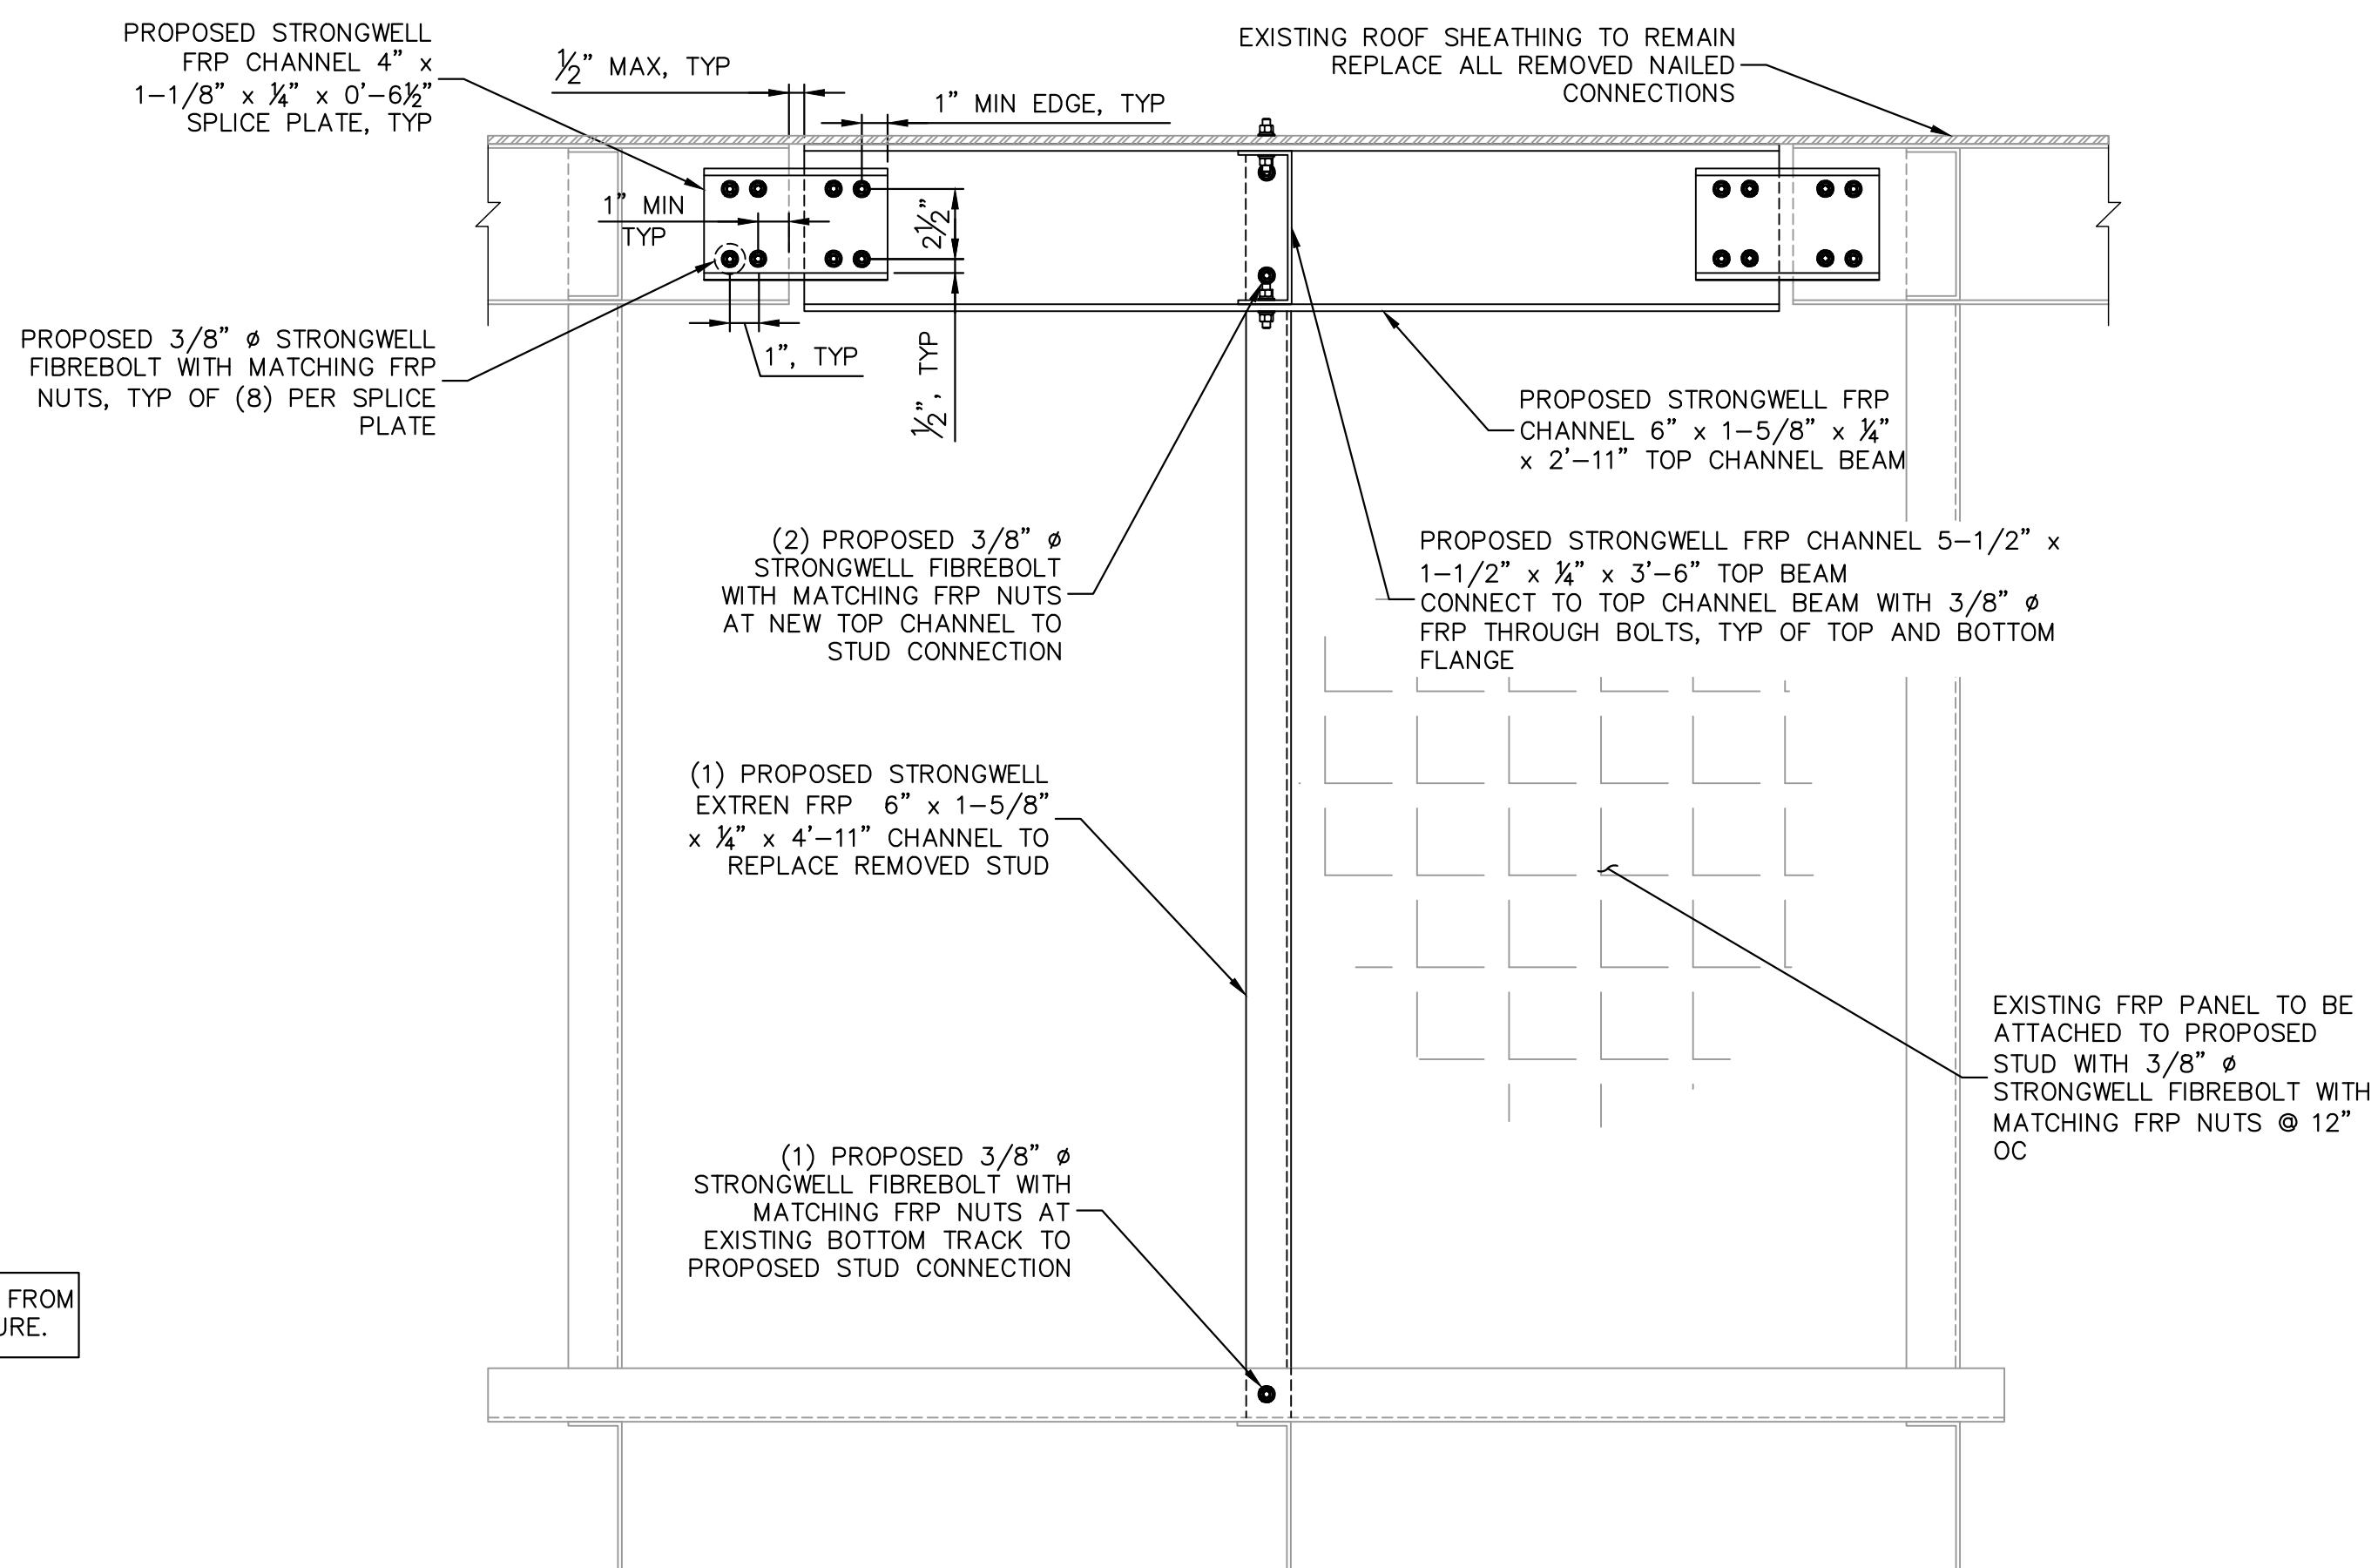 PROPOSED STRONGWELL
FRP CHANNEL 4" x
1-1/8" x ¼" x 0'-6½"
SPLICE PLATE, TYP
½" MAX, TYP
1" MIN EDGE, TYP
EXISTING ROOF SHEATHING TO REMAIN
REPLACE ALL REMOVED NAILED
CONNECTIONS
1" MIN
TYP
2½"
1", TYP
½", TYP
PROPOSED 3/8" ø STRONGWELL
FIBREBOLT WITH MATCHING FRP
NUTS, TYP OF (8) PER SPLICE
PLATE
PROPOSED STRONGWELL FRP
CHANNEL 6" x 1-5/8" x ¼"
x 2'-11" TOP CHANNEL BEAM
(2) PROPOSED 3/8" ø
STRONGWELL FIBREBOLT
WITH MATCHING FRP NUTS
AT NEW TOP CHANNEL TO
STUD CONNECTION
PROPOSED STRONGWELL FRP CHANNEL 5-1/2" x
1-1/2" x ¼" x 3'-6" TOP BEAM
CONNECT TO TOP CHANNEL BEAM WITH 3/8" ø
FRP THROUGH BOLTS, TYP OF TOP AND BOTTOM
FLANGE
(1) PROPOSED STRONGWELL
EXTREN FRP 6" x 1-5/8"
x ¼" x 4'-11" CHANNEL TO
REPLACE REMOVED STUD
EXISTING FRP PANEL TO BE
ATTACHED TO PROPOSED
STUD WITH 3/8" ø
STRONGWELL FIBREBOLT WITH
MATCHING FRP NUTS @ 12"
OC
(1) PROPOSED 3/8" ø
STRONGWELL FIBREBOLT WITH
MATCHING FRP NUTS AT
EXISTING BOTTOM TRACK TO
PROPOSED STUD CONNECTION
FROM